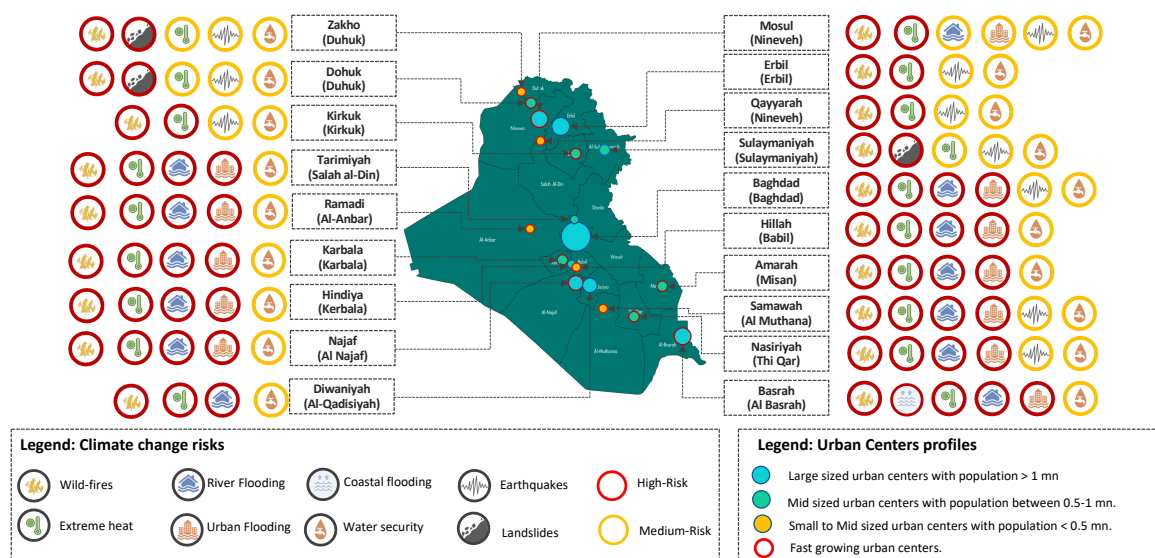 Zakho
(Duhuk)
Dohuk
(Duhuk)
Kirkuk
(Kirkuk)
Tarimiyah
(Salah al-Din)
Ramadi
(Al-Anbar)
Karbala
(Karbala)
Hindiya
(Kerbala)
Najaf
(Al Najaf)
Diwaniyah
(Al-Qadisiyah)
Duhok
Erbil
Ninewa
Salah Al-Din
Diyala
Al-Anbar
Babil
Wassit
Al-Najaf
Al-Muthanna
Al-Basrah
Mosul
(Nineveh)
Erbil
(Erbil)
Qayyarah
(Nineveh)
Sulaymaniyah
(Sulaymaniyah)
Baghdad
(Baghdad)
Hillah
(Babil)
Amarah
(Misan)
Samawah
(Al Muthana)
Nasiriyah
(Thi Qar)
Basrah
(Al Basrah)
Legend: Climate change risks
Wild-fires
River Flooding
Coastal flooding
Earthquakes
High-Risk
Extreme heat
Urban Flooding
Water security
Landslides
Medium-Risk
Legend: Urban Centers profiles
Large sized urban centers with population > 1 mn
Mid sized urban centers with population between 0.5-1 mn.
Small to Mid sized urban centers with population < 0.5 mn.
Fast growing urban centers.